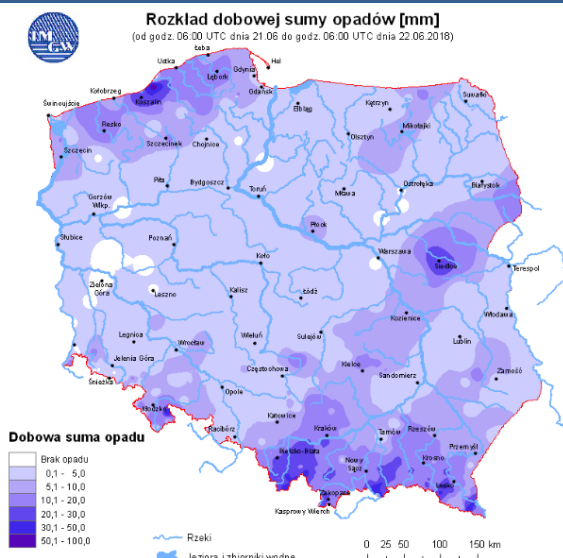 Rozkład dobowej sumy opadów [mm]
(od godz. 06:00 UTC dnia 21.06 do godz. 06:00 UTC dnia 22.06.2018)
IM
GW
Łeba
Ustka
Hel
Lębork
Gdynia
Gdańsk
Kołobrzeg
Koszalin
Świnoujście
Elbląg
Kętrzyn
Suwałki
Resko
Mikołajki
Olsztyn
Szczecinek
Chojnice
Szczecin
Piła
Bydgoszcz
Toruń
Mława
Ostrołęka
Białystok
Gorzów
Wlkp.
Płock
Słubice
Poznań
Koło
Warszawa
Siedlce
Terespol
Zielona
Góra
Leszno
Kalisz
Łódź
Kozienice
Włodawa
Legnica
Wrocław
Wieluń
Sulejów
Lublin
Jelenia Góra
Śnieżka
Częstochowa
Kielce
Sandomierz
Zamość
Opole
Kłodzko
Katowice
Racibórz
Kraków
Tarnów
Rzeszów
Przemyśl
Bielsko-Biała
Nowy
Sącz
Krosno
Lesko
Zakopane
Kasprowy Wierch
Dobowa suma opadu
Brak opadu
0,1 - 5,0
5,1 - 10,0
10,1 - 20,0
20,1 - 30,0
30,1 - 50,0
50,1 - 100,0
Rzeki
Jeziora i zbiorniki wodne
0 25 50 100 150 km